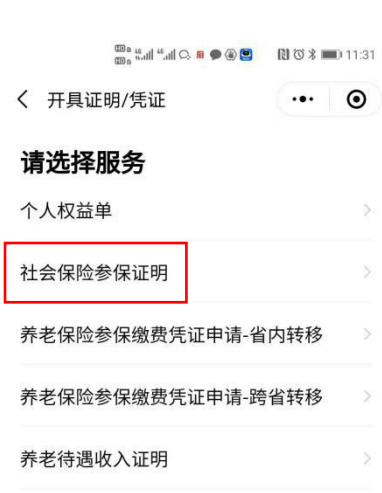 11:31
开具证明/凭证
请选择服务
个人权益单
社会保险参保证明
养老保险参保缴费凭证申请-省内转移
养老保险参保缴费凭证申请-跨省转移
养老待遇收入证明